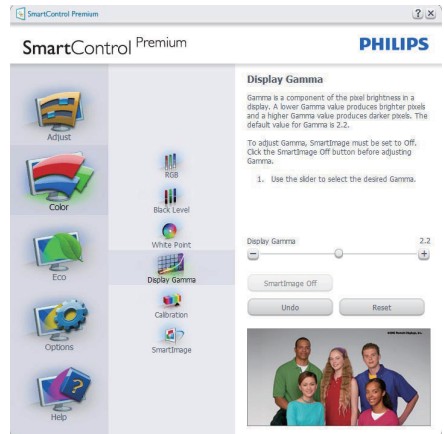 SmartControl Premium
SmartControl Premium
PHILIPS
Adjust
Color
Eco
Options
Help
RGB
Black Level
White Point
Display Gamma
Calibration
SmartImage
Display Gamma
Gamma is a component of the pixel brightness in a
display. A lower Gamma value produces brighter pixels
and a higher Gamma value produces darker pixels. The
default value for Gamma is 2.2.
To adjust Gamma, SmartImage must be set to Off.
Click the SmartImage Off button before adjusting
Gamma.
1. Use the slider to select the desired Gamma.
Display Gamma 2.2
SmartImage Off
Undo Reset